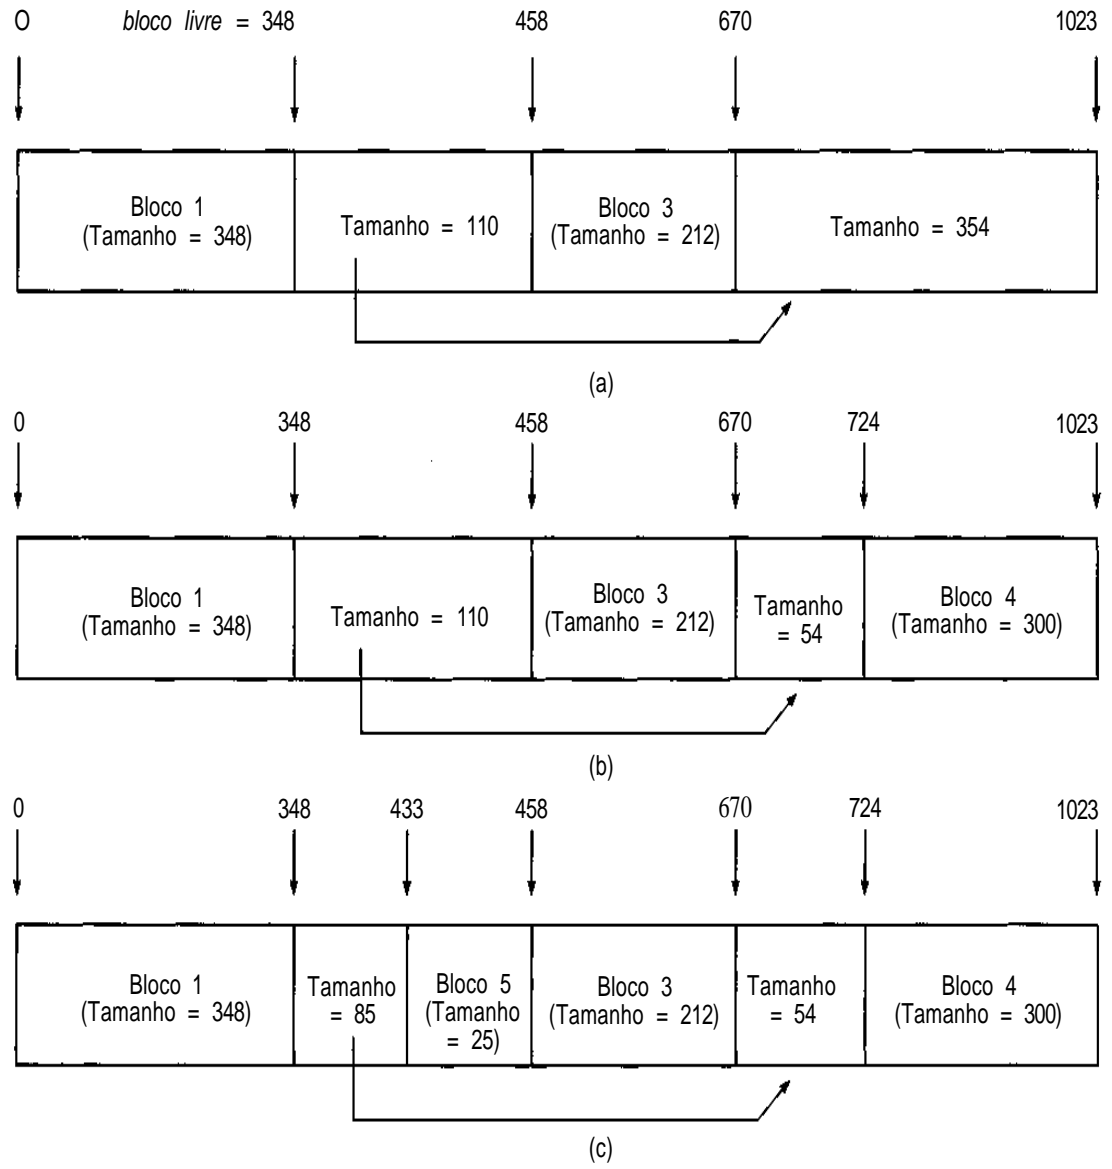 O bloco livre = 348 458 670 1023
Bloco 1
(Tamanho = 348)
Tamanho = 110
Bloco 3
(Tamanho = 212)
Tamanho = 354
(a)
0 348 458 670 724 1023
Bloco 1
(Tamanho = 348)
Tamanho = 110
Bloco 3
(Tamanho = 212)
Tamanho
= 54
Bloco 4
(Tamanho = 300)
(b)
0 348 433 458 670 724 1023
Bloco 1
(Tamanho = 348)
Tamanho
= 85
Bloco 5
(Tamanho
= 25)
Bloco 3
(Tamanho = 212)
Tamanho
= 54
Bloco 4
(Tamanho = 300)
(c)